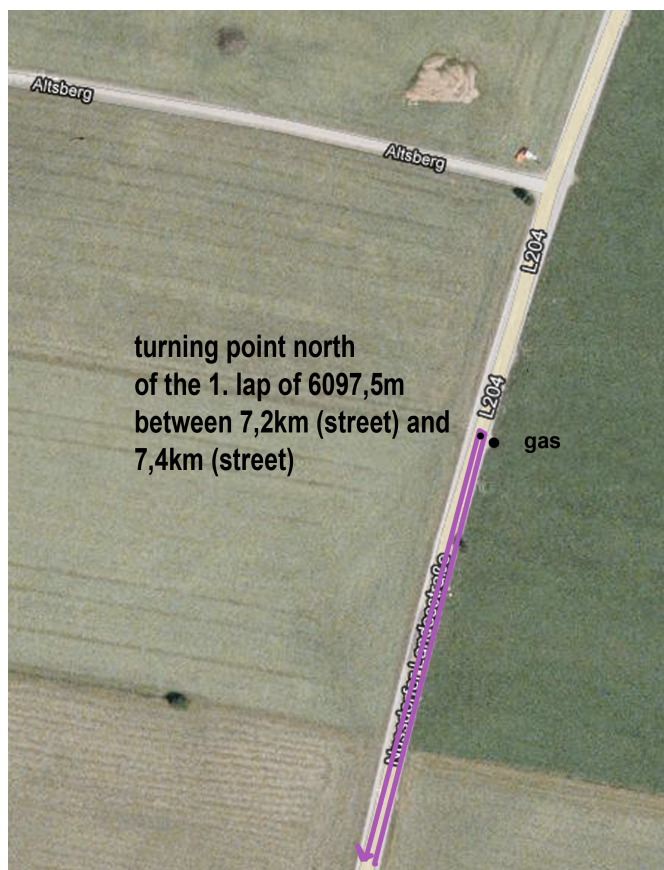 Altsberg
Altsberg
L204
turning point north
of the 1. lap of 6097,5m
between 7,2km (street) and
7,4km (street)
L204
gas